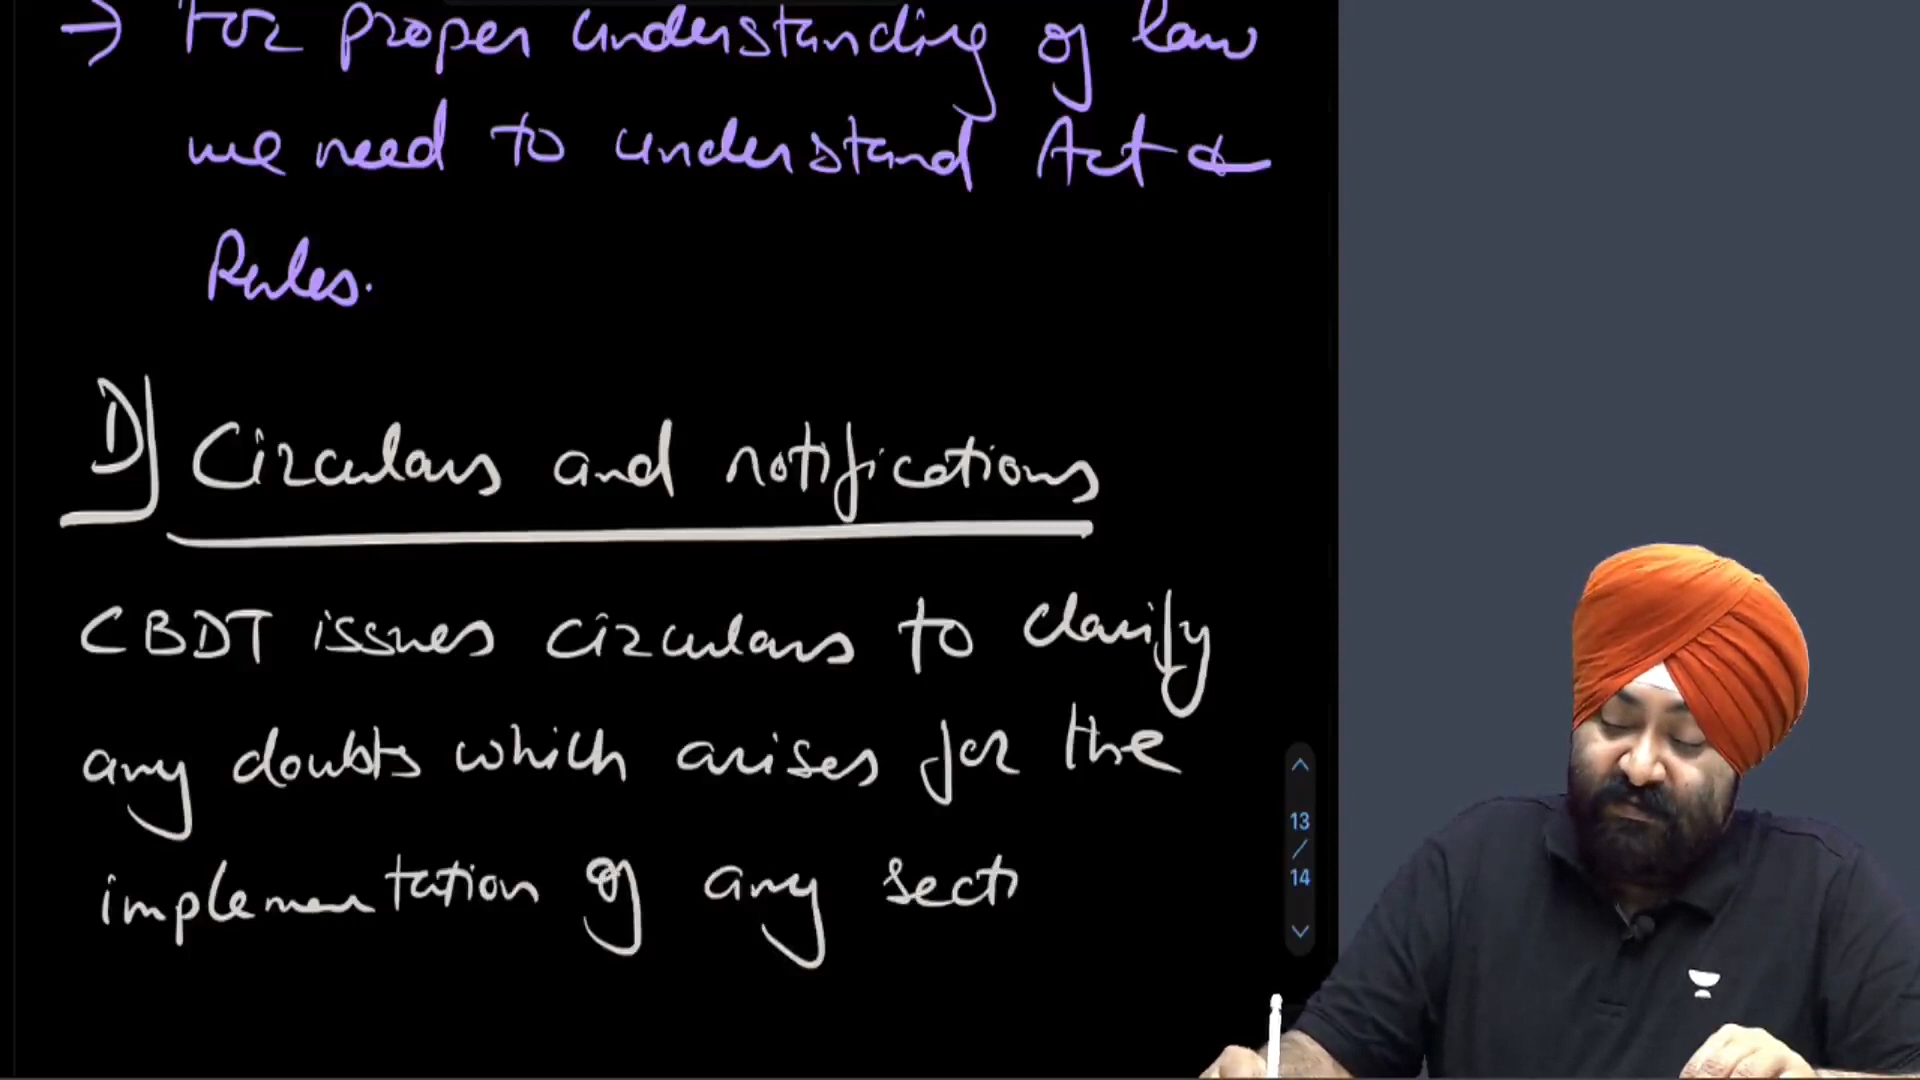 → For proper understanding of law
we need to understand Act &
Rules.
D) Circulars and notifications
CBDT issues circulars to clarify
any doubts which arises for the
implementation of any secti
13
/
14